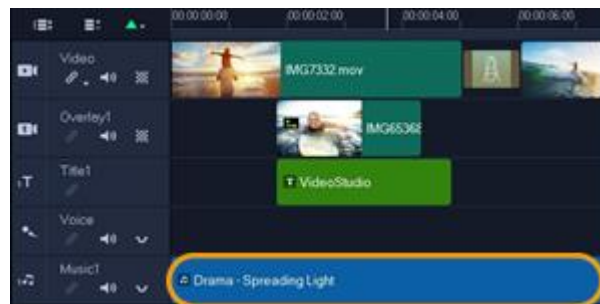 00:00:00:00 00:00:02:00 00:00:04:00 00:00:06:00
Video
IMG7332.mov
Overlay1
IMG65368
Title1
VideoStudio
Voice
Music1
Drama - Spreading Light